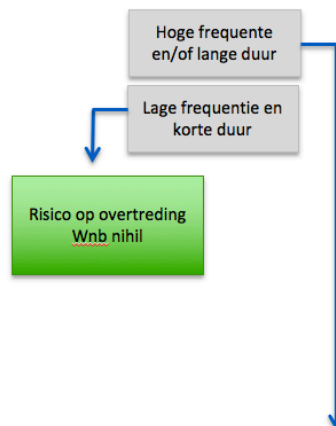 Hoge frequente
en/of lange duur
Lage frequentie en
korte duur
Risico op overtreding
Wnb nihil